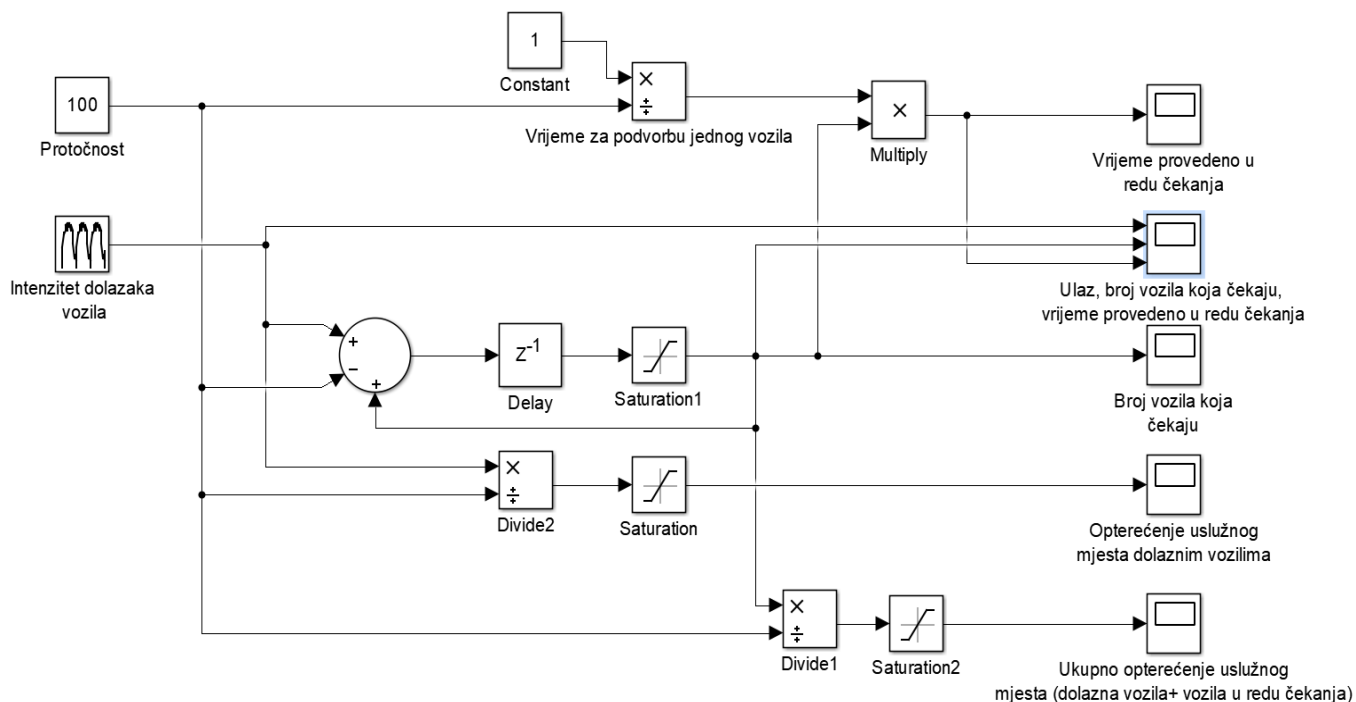 1
Constant
×
÷
Vrijeme za podvorbu jednog vozila
100
Protočnost
×
Multiply
Vrijeme provedeno u
redu čekanja
Intenzitet dolazaka
vozila
Ulaz, broj vozila koja čekaju,
vrijeme provedeno u redu čekanja
+
−
+
Z-1
Delay
Saturation1
Broj vozila koja
čekaju
×
÷
Divide2
Saturation
Opterećenje uslužnog
mjesta dolaznim vozilima
×
÷
Divide1
Saturation2
Ukupno opterećenje uslužnog
mjesta (dolazna vozila+ vozila u redu čekanja)